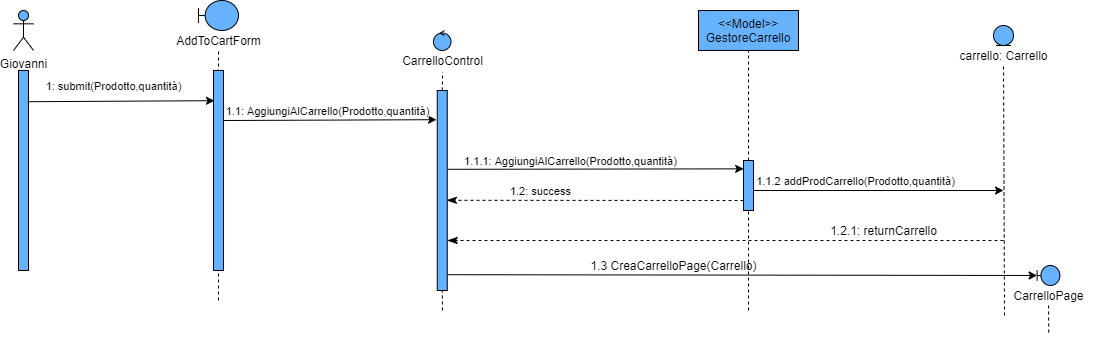 Giovanni
AddToCartForm
CarrelloControl
<<Model>>
GestoreCarrello
carrello: Carrello
1: submit(Prodotto,quantità)
1.1: AggiungiAlCarrello(Prodotto,quantità)
1.1.1: AggiungiAlCarrello(Prodotto,quantità)
1.1.2 addProdCarrello(Prodotto,quantità)
1.2: success
1.2.1: returnCarrello
1.3 CreaCarrelloPage(Carrello)
CarrelloPage